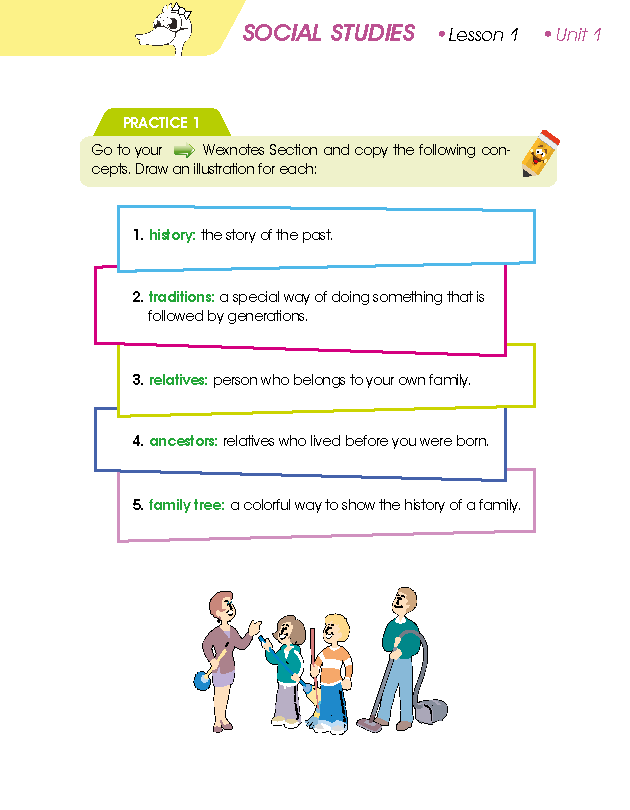 SOCIAL STUDIES • Lesson 1 • Unit 1
PRACTICE 1
Go to your Wexnotes Section and copy the following con-
cepts. Draw an illustration for each:
1. history: the story of the past.
2. traditions: a special way of doing something that is
followed by generations.
3. relatives: person who belongs to your own family.
4. ancestors: relatives who lived before you were born.
5. family tree: a colorful way to show the history of a family.